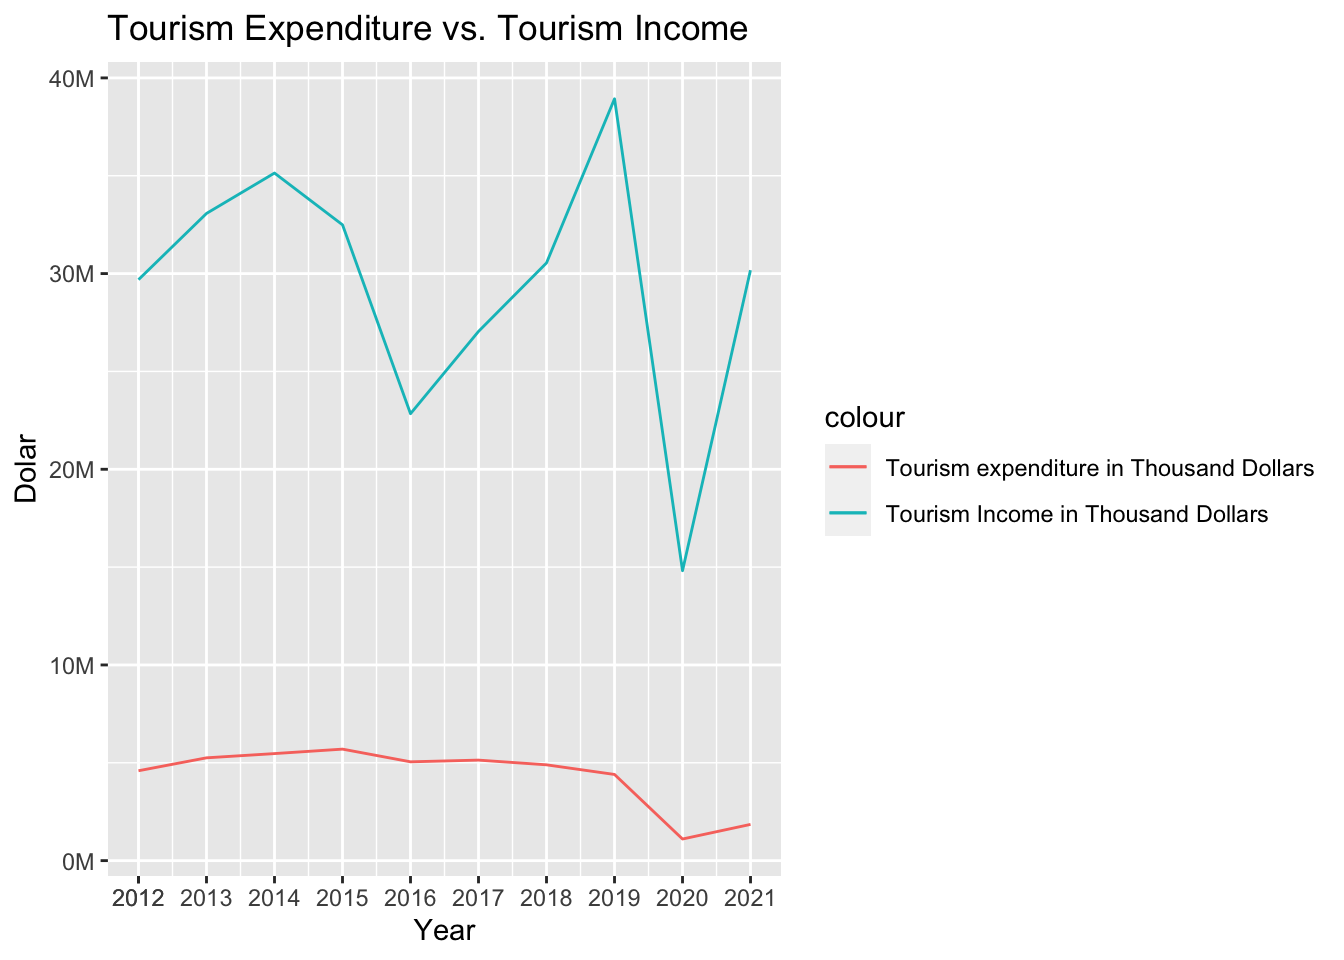 Tourism Expenditure vs. Tourism Income
40M
30M
20M
10M
0M
Dolar
2012 2013 2014 2015 2016 2017 2018 2019 2020 2021
Year
colour
Tourism expenditure in Thousand Dollars
Tourism Income in Thousand Dollars